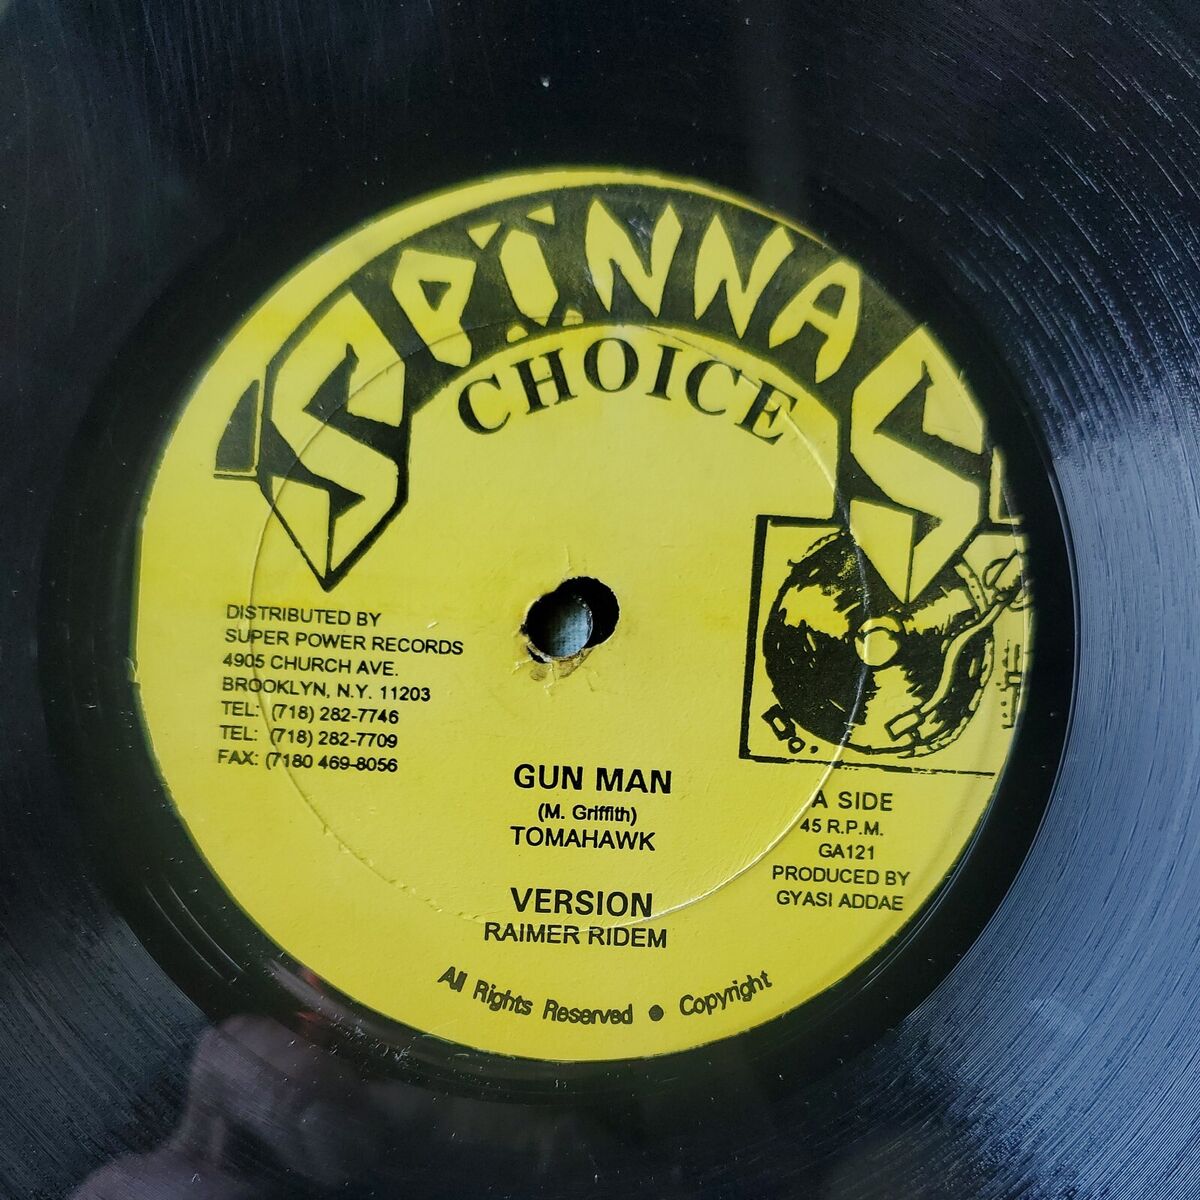 SPINNAS
CHOICE
DISTRIBUTED BY
SUPER POWER RECORDS
4905 CHURCH AVE.
BROOKLYN, N.Y. 11203
TEL: (718) 282-7746
TEL: (718) 282-7709
FAX: (7180 469-8056
GUN MAN
(M. Griffith)
TOMAHAWK
VERSION
RAIMER RIDEM
A SIDE
45 R.P.M.
GA121
PRODUCED BY
GYASI ADDAE
All Rights Reserved ● Copyright